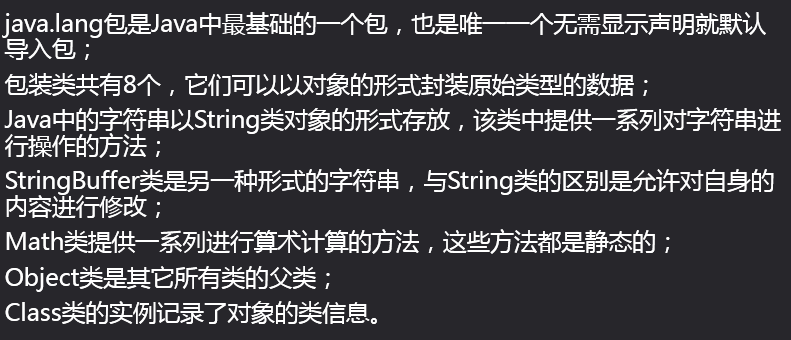 java.lang包是Java中最基础的一个包，也是唯一一个无需显示声明就默认
导入包；
包装类共有8个，它们可以以对象的形式封装原始类型的数据；
Java中的字符串以String类对象的形式存放，该类中提供一系列对字符串进
行操作的方法；
StringBuffer类是另一种形式的字符串，与String类的区别是允许对自身的
内容进行修改；
Math类提供一系列进行算术计算的方法，这些方法都是静态的；
Object类是其它所有类的父类；
Class类的实例记录了对象的类信息。